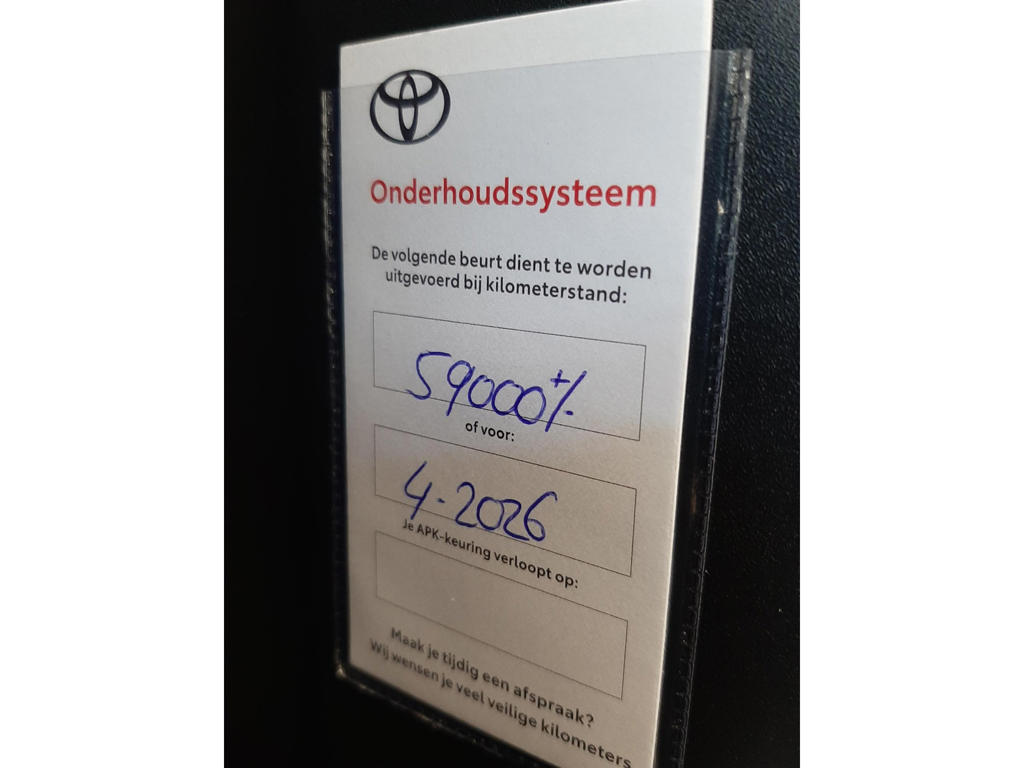 Onderhoudssysteem
De volgende beurt dient te worden
uitgevoerd bij kilometerstand:
59000 +/-
of voor:
4-2026
Je APK-keuring verloopt op:
Maak je tijdig een afspraak?
Wij wensen je veel veilige kilometers